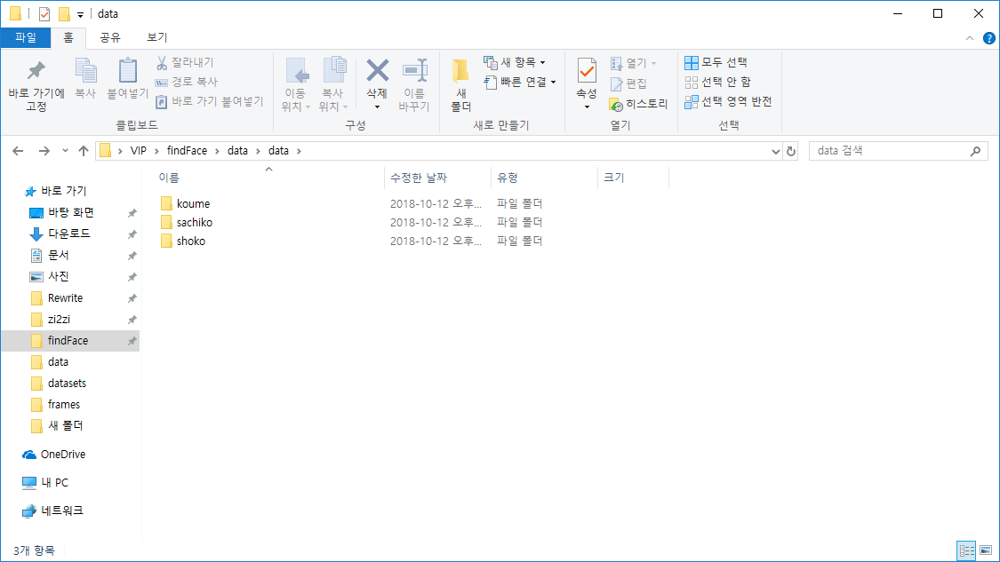 data
파일 홈 공유 보기
바로 가기에 고정
복사
붙여넣기
잘라내기
경로 복사
바로 가기 붙여넣기
클립보드
이동 위치
복사 위치
삭제
이름 바꾸기
구성
새 폴더
새 항목
빠른 연결
새로 만들기
속성
열기
편집
히스토리
열기
모두 선택
선택 안 함
선택 영역 반전
선택
VIP findFace data data
data 검색
바로 가기
바탕 화면
다운로드
문서
사진
Rewrite
zi2zi
findFace
data
datasets
frames
새 폴더
OneDrive
내 PC
네트워크
이름 수정한 날짜 유형 크기
koume 2018-10-12 오후... 파일 폴더
sachiko 2018-10-12 오후... 파일 폴더
shoko 2018-10-12 오후... 파일 폴더
3개 항목